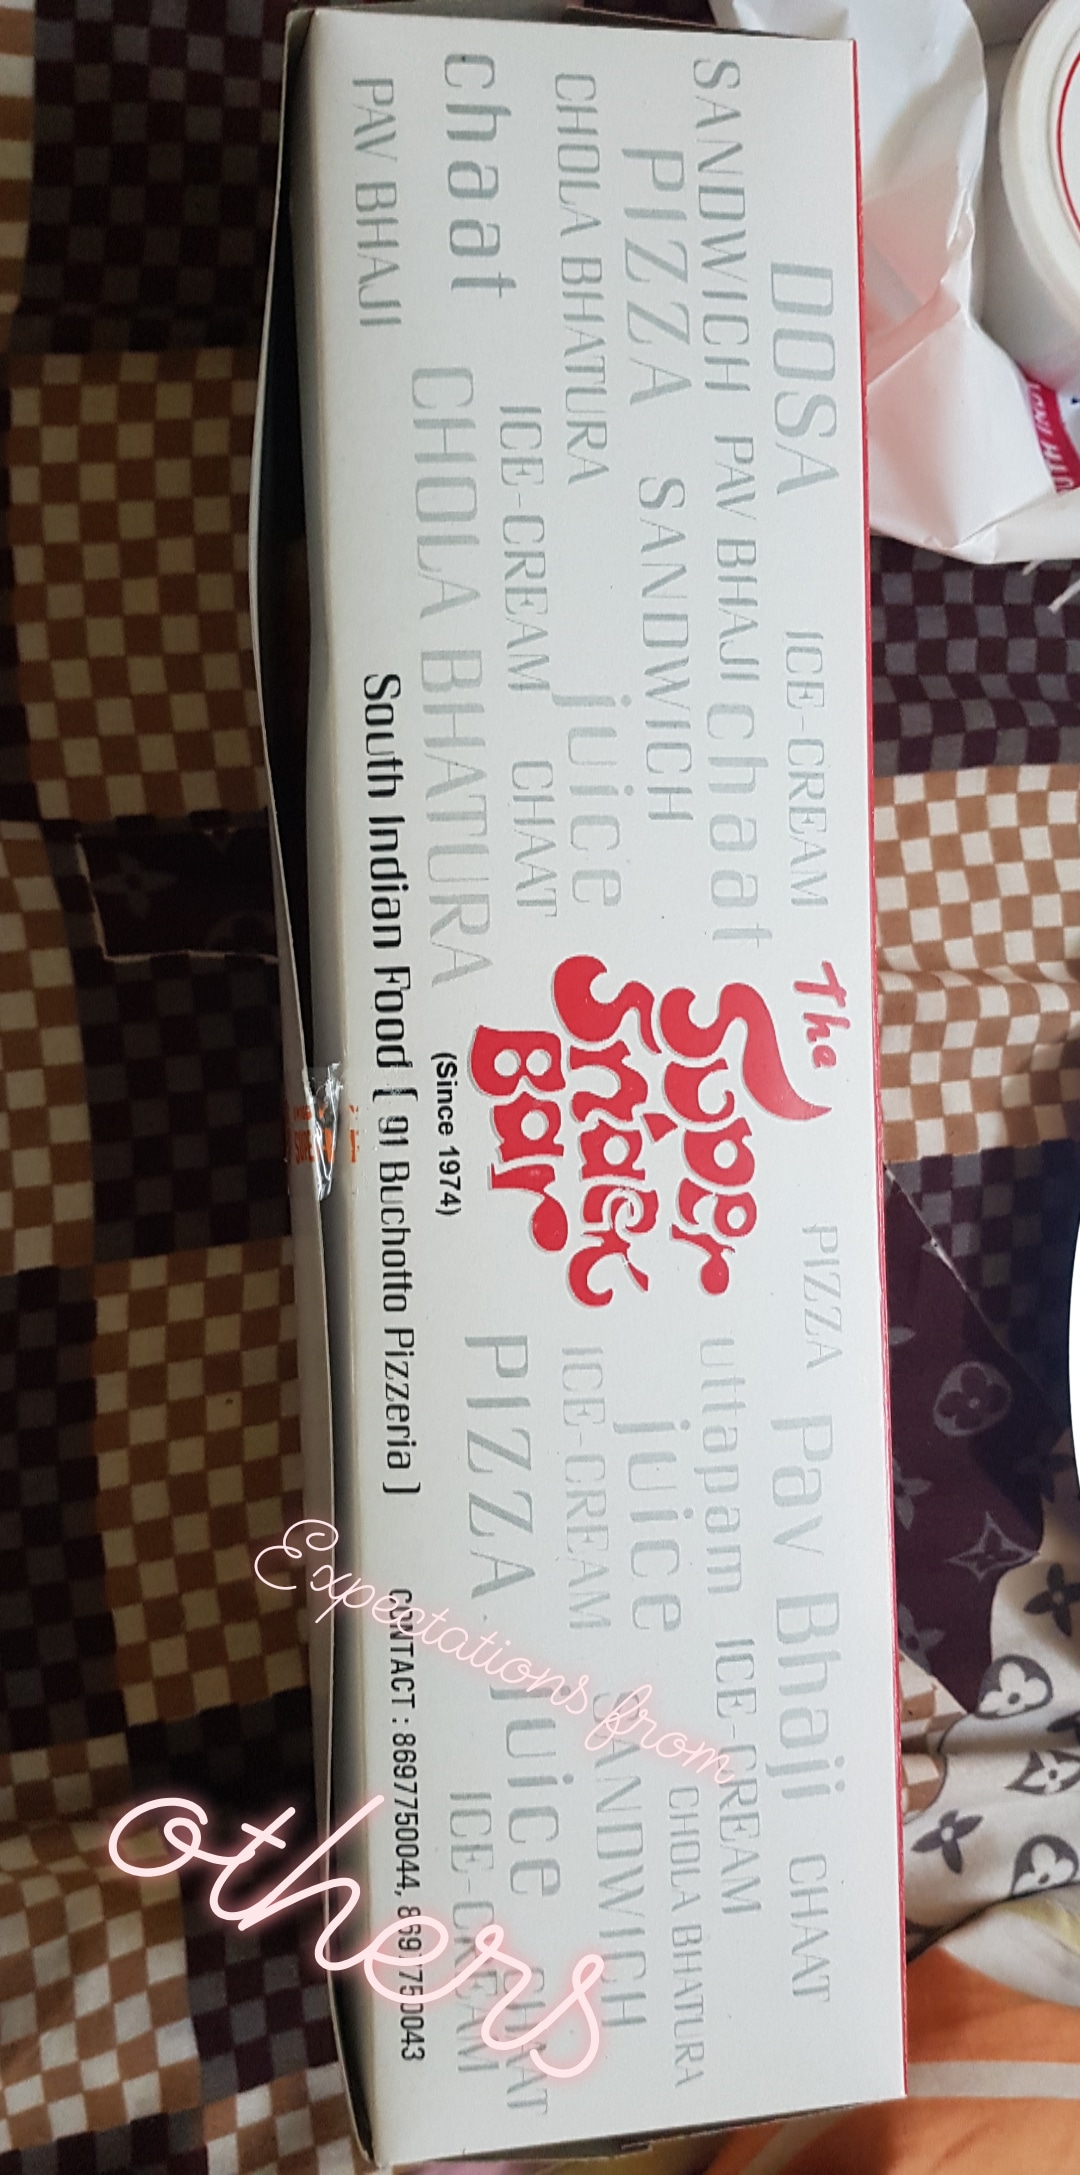 DOSA ICE-CREAM The PIZZA Pav Bhaji CHAAT
SANDWICH PAV BHAJI chaat Super uttapam ICE-CREAM
PIZZA SANDWICH juice CHOLA BHATURA
CHOLA BHATURA juice Snack ICE-CREAM SANDWICH
ICE-CREAM CHAAT Bar PIZZA juice CHAAT
chaat CHOLA BHATURA (Since 1974) ICE-CREAM
PAV BHAJI South Indian Food ( 91 Buchotto Pizzeria ) CONTACT : 8697750044, 8697750043
Expectations from
others